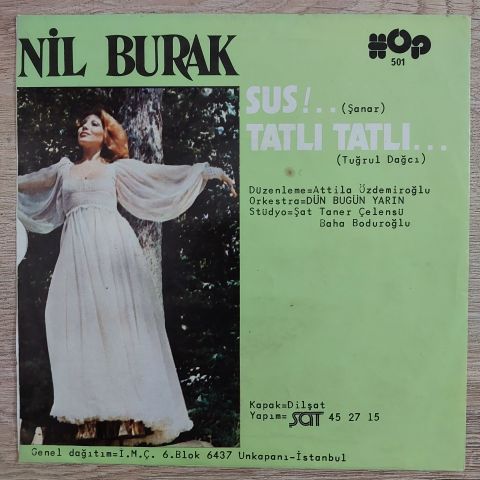 NİL BURAK
HOP
501
SUS!..(Şanar)
TATLI TATLI...
(Tuğrul Dağcı)
Düzenleme=Attila Özdemiroğlu
Orkestra=DÜN BUGÜN YARIN
Stüdyo=Şat Taner Çelensü
Baha Boduroğlu
Kapak=Dilşat
Yapım=şat 45 27 15
Genel dağıtım=İ.M.Ç. 6.Blok 6437 Unkapanı-İstanbul